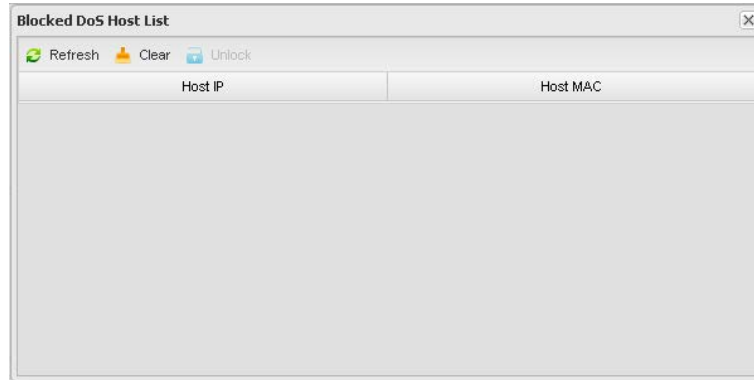 Blocked DoS Host List
Refresh Clear Unlock
Host IP Host MAC